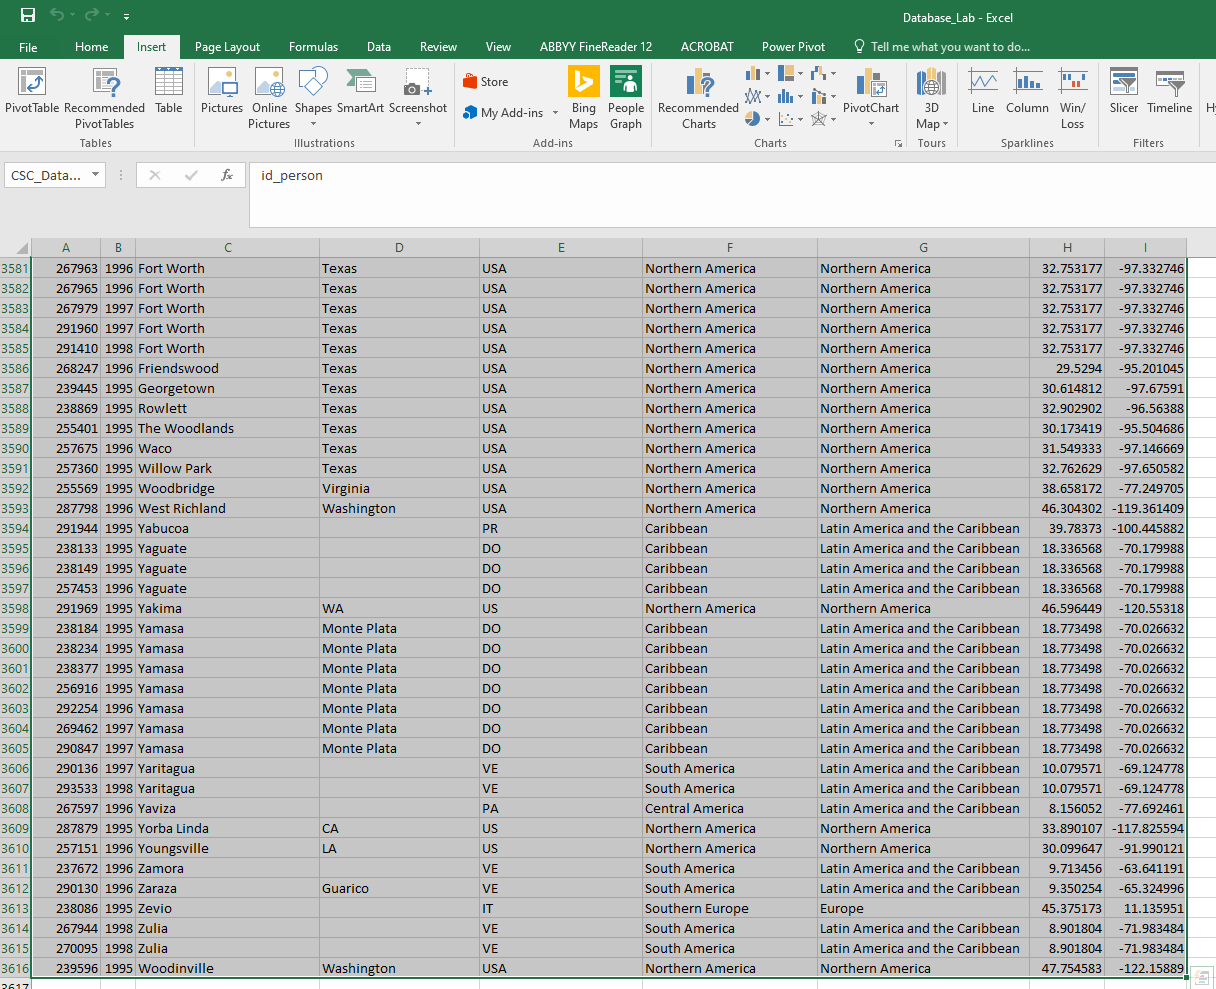 Database_Lab - Excel
File Home Insert Page Layout Formulas Data Review View ABBYY FineReader 12 ACROBAT Power Pivot Tell me what you want to do...
PivotTable Recommended PivotTables Table Pictures Online Pictures Shapes SmartArt Screenshot Store My Add-ins Bing Maps People Graph Recommended Charts PivotChart 3D Map Line Column Win/ Loss Slicer Timeline Hy
Tables Illustrations Add-ins Charts Tours Sparklines Filters
CSC_Data... fx id_person
A B C D E F G H I
3581 267963 1996 Fort Worth Texas USA Northern America Northern America 32.753177 -97.332746
3582 267965 1996 Fort Worth Texas USA Northern America Northern America 32.753177 -97.332746
3583 267979 1997 Fort Worth Texas USA Northern America Northern America 32.753177 -97.332746
3584 291960 1997 Fort Worth Texas USA Northern America Northern America 32.753177 -97.332746
3585 291410 1998 Fort Worth Texas USA Northern America Northern America 32.753177 -97.332746
3586 268247 1996 Friendswood Texas USA Northern America Northern America 29.5294 -95.201045
3587 239445 1995 Georgetown Texas USA Northern America Northern America 30.614812 -97.67591
3588 238869 1995 Rowlett Texas USA Northern America Northern America 32.902902 -96.56388
3589 255401 1995 The Woodlands Texas USA Northern America Northern America 30.173419 -95.504686
3590 257675 1996 Waco Texas USA Northern America Northern America 31.549333 -97.146669
3591 257360 1995 Willow Park Texas USA Northern America Northern America 32.762629 -97.650582
3592 255569 1995 Woodbridge Virginia USA Northern America Northern America 38.658172 -77.249705
3593 287798 1996 West Richland Washington USA Northern America Northern America 46.304302 -119.361409
3594 291944 1995 Yabucoa PR Caribbean Latin America and the Caribbean 39.78373 -100.445882
3595 238133 1995 Yaguate DO Caribbean Latin America and the Caribbean 18.336568 -70.179988
3596 238149 1995 Yaguate DO Caribbean Latin America and the Caribbean 18.336568 -70.179988
3597 257453 1996 Yaguate DO Caribbean Latin America and the Caribbean 18.336568 -70.179988
3598 291969 1995 Yakima WA US Northern America Northern America 46.596449 -120.55318
3599 238184 1995 Yamasa Monte Plata DO Caribbean Latin America and the Caribbean 18.773498 -70.026632
3600 238234 1995 Yamasa Monte Plata DO Caribbean Latin America and the Caribbean 18.773498 -70.026632
3601 238377 1995 Yamasa Monte Plata DO Caribbean Latin America and the Caribbean 18.773498 -70.026632
3602 256916 1995 Yamasa Monte Plata DO Caribbean Latin America and the Caribbean 18.773498 -70.026632
3603 292254 1996 Yamasa Monte Plata DO Caribbean Latin America and the Caribbean 18.773498 -70.026632
3604 269462 1997 Yamasa Monte Plata DO Caribbean Latin America and the Caribbean 18.773498 -70.026632
3605 290847 1997 Yamasa Monte Plata DO Caribbean Latin America and the Caribbean 18.773498 -70.026632
3606 290136 1997 Yaritagua VE South America Latin America and the Caribbean 10.079571 -69.124778
3607 293533 1998 Yaritagua VE South America Latin America and the Caribbean 10.079571 -69.124778
3608 267597 1996 Yaviza PA Central America Latin America and the Caribbean 8.156052 -77.692461
3609 287879 1995 Yorba Linda CA US Northern America Northern America 33.890107 -117.825594
3610 257151 1996 Youngsville LA US Northern America Northern America 30.099647 -91.990121
3611 237672 1996 Zamora VE South America Latin America and the Caribbean 9.713456 -63.641191
3612 290130 1996 Zaraza Guarico VE South America Latin America and the Caribbean 9.350254 -65.324996
3613 238086 1995 Zevio IT Southern Europe Europe 45.375173 11.135951
3614 267944 1998 Zulia VE South America Latin America and the Caribbean 8.901804 -71.983484
3615 270095 1998 Zulia VE South America Latin America and the Caribbean 8.901804 -71.983484
3616 239596 1995 Woodinville Washington USA Northern America Northern America 47.754583 -122.15889
3617